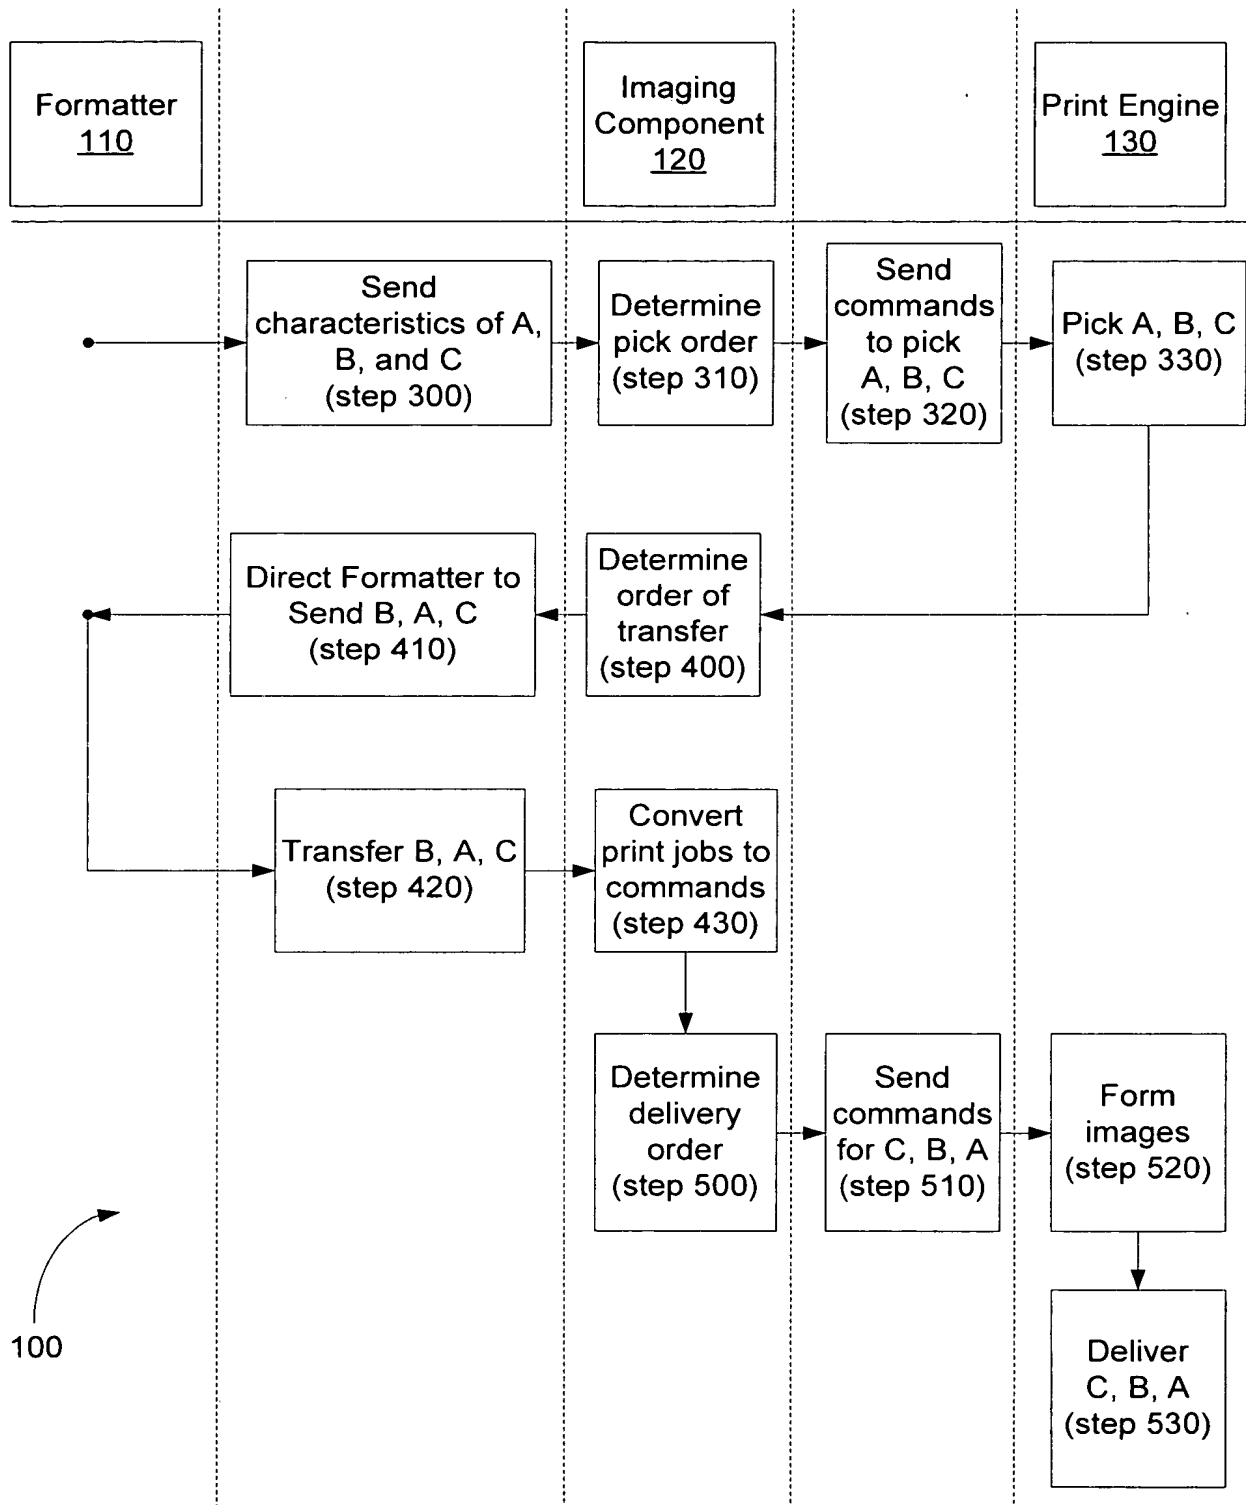 Formatter
110
Imaging
Component
120
Print Engine
130
Send
characteristics of A,
B, and C
(step 300)
Determine
pick order
(step 310)
Send
commands
to pick
A, B, C
(step 320)
Pick A, B, C
(step 330)
Direct Formatter to
Send B, A, C
(step 410)
Determine
order of
transfer
(step 400)
Transfer B, A, C
(step 420)
Convert
print jobs to
commands
(step 430)
Determine
delivery
order
(step 500)
Send
commands
for C, B, A
(step 510)
Form
images
(step 520)
100
Deliver
C, B, A
(step 530)